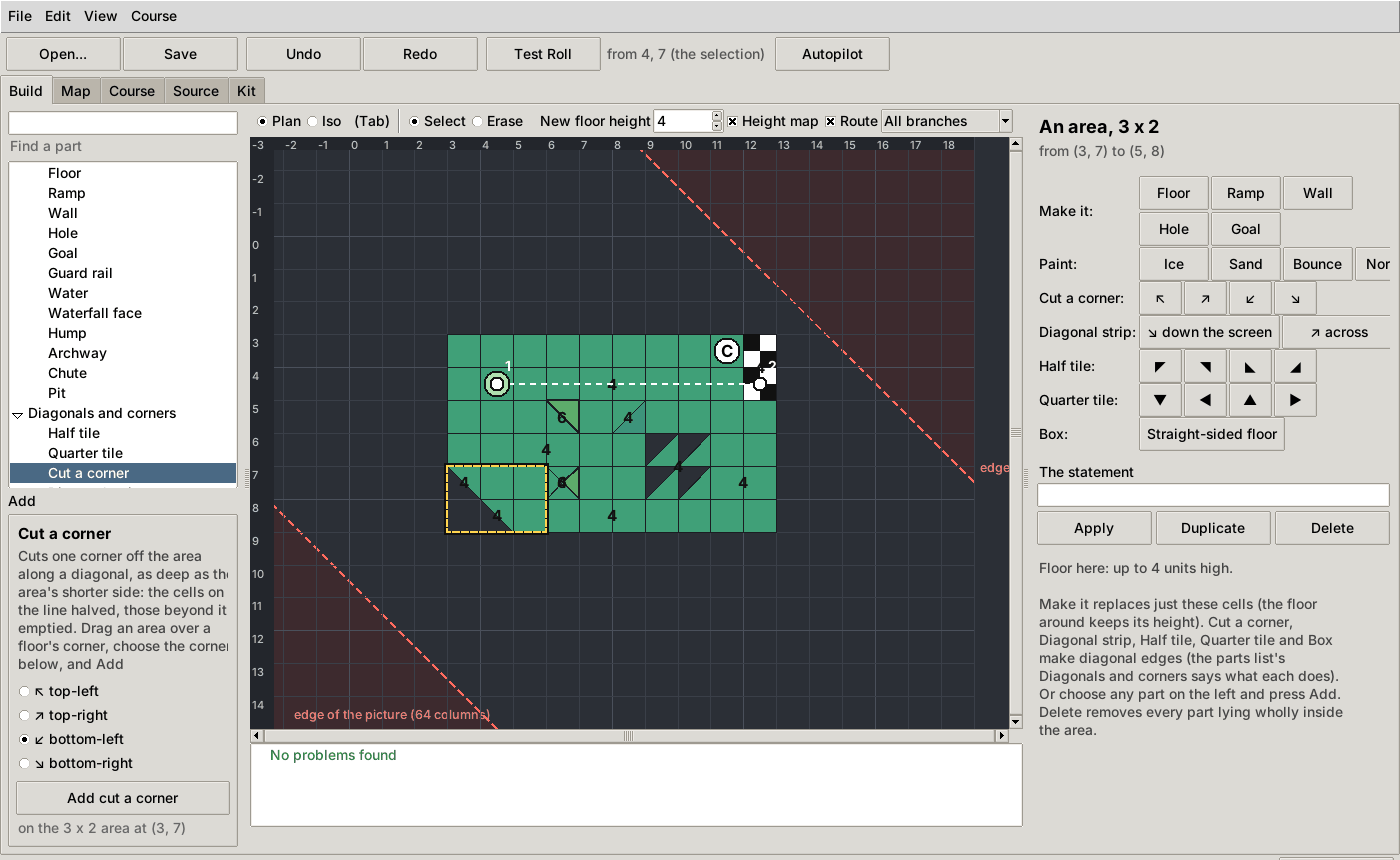 File Edit View Course
Open... Save Undo Redo Test Roll from 4, 7 (the selection) Autopilot
Build Map Course Source Kit
Plan Iso (Tab) Select Erase New floor height 4 Height map Route All branches
Find a part
Floor
Ramp
Wall
Hole
Goal
Guard rail
Water
Waterfall face
Hump
Archway
Chute
Pit
Diagonals and corners
Half tile
Quarter tile
Cut a corner
Add
Cut a corner
Cuts one corner off the area
along a diagonal, as deep as the
area's shorter side: the cells on
the line halved, those beyond it
emptied. Drag an area over a
floor's corner, choose the corner
below, and Add
↖ top-left
↗ top-right
↙ bottom-left
↘ bottom-right
Add cut a corner
on the 3 x 2 area at (3, 7)
-3 -2 -1 0 1 2 3 4 5 6 7 8 9 10 11 12 13 14 15 16 17 18
-2
-1
0
1
2
3
4
5
6
7
8
9
10
11
12
13
14
C
1 2
4
6 4
4 4
4 6 4
4 4
edge
edge of the picture (64 columns)
No problems found
An area, 3 x 2
from (3, 7) to (5, 8)
Make it: Floor Ramp Wall
Hole Goal
Paint: Ice Sand Bounce Nor
Cut a corner: ↖ ↗ ↙ ↘
Diagonal strip: ↘ down the screen ↗ across
Half tile: ◤ ◥ ◣ ◢
Quarter tile: ▼ ◀ ▲ ▶
Box: Straight-sided floor
The statement
Apply Duplicate Delete
Floor here: up to 4 units high.
Make it replaces just these cells (the floor
around keeps its height). Cut a corner,
Diagonal strip, Half tile, Quarter tile and Box
make diagonal edges (the parts list's
Diagonals and corners says what each does).
Or choose any part on the left and press Add.
Delete removes every part lying wholly inside
the area.